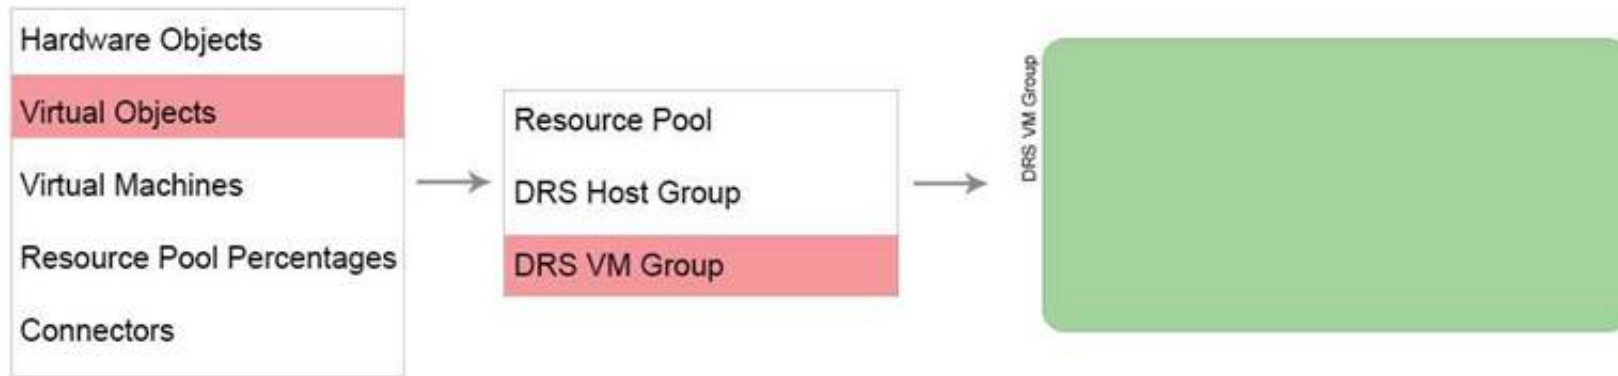 Hardware Objects
Virtual Objects
Virtual Machines
Resource Pool Percentages
Connectors
Resource Pool
DRS Host Group
DRS VM Group
DRS VM Group